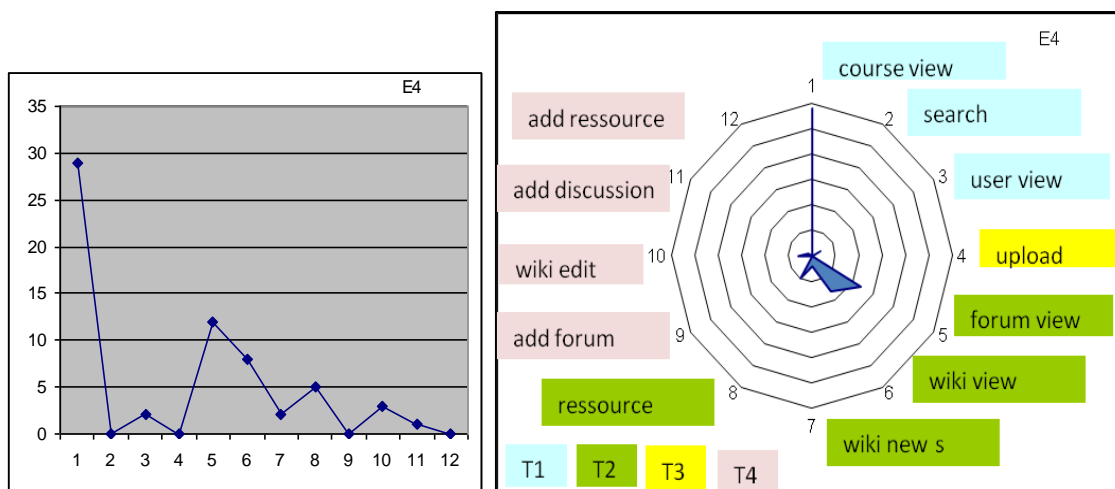 E4
35
30
25
20
15
10
5
0
1 2 3 4 5 6 7 8 9 10 11 12
E4
course view
1
add ressource
12
2
search
add discussion
11
3
user view
wiki edit
10
4
upload
add forum
9
5
forum view
ressource
8
6
wiki view
7
wiki new s
T1 T2 T3 T4